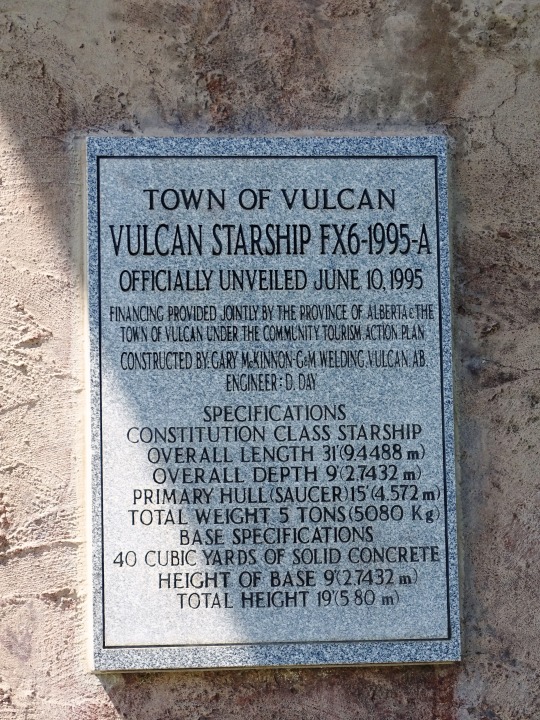 TOWN OF VULCAN
VULCAN STARSHIP FX6-1995-A
OFFICIALLY UNVEILED JUNE 10, 1995
FINANCING PROVIDED JOINTLY BY THE PROVINCE OF ALBERTA & THE
TOWN OF VULCAN UNDER THE COMMUNITY TOURISM ACTION PLAN
CONSTRUCTED BY: GARY McKINNON-G&M WELDING, VULCAN, AB.
ENGINEER: D. DAY
SPECIFICATIONS
CONSTITUTION CLASS STARSHIP
OVERALL LENGTH 31'(9.4488 m)
OVERALL DEPTH 9'(2.7432 m)
PRIMARY HULL (SAUCER) 15'(4.572 m)
TOTAL WEIGHT 5 TONS (5080 Kg)
BASE SPECIFICATIONS
40 CUBIC YARDS OF SOLID CONCRETE
HEIGHT OF BASE 9'(2.7432 m)
TOTAL HEIGHT 19'(5.80 m)